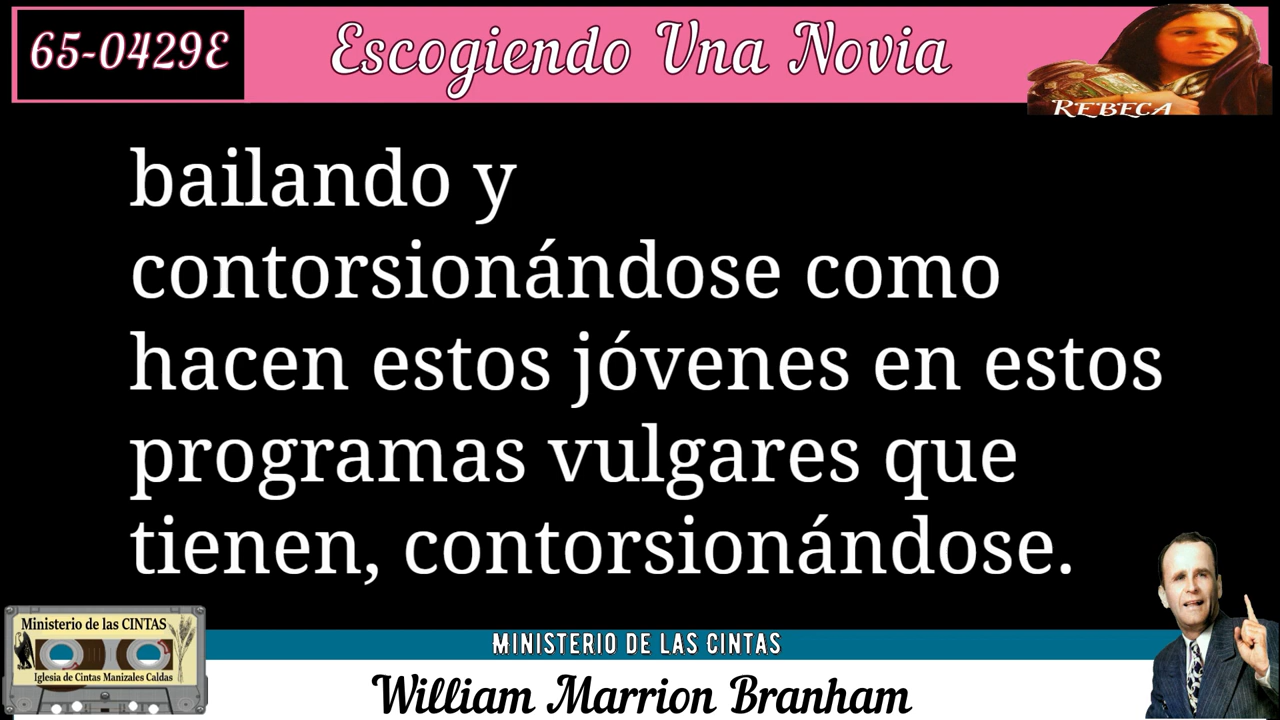 65-0429E
Escogiendo Una Novia
REBECA
bailando y
contorsionándose como
hacen estos jóvenes en estos
programas vulgares que
tienen, contorsionándose.
Ministerio de las CINTAS
Iglesia de Cintas Manizales Caldas
MINISTERIO DE LAS CINTAS
William Marrion Branham